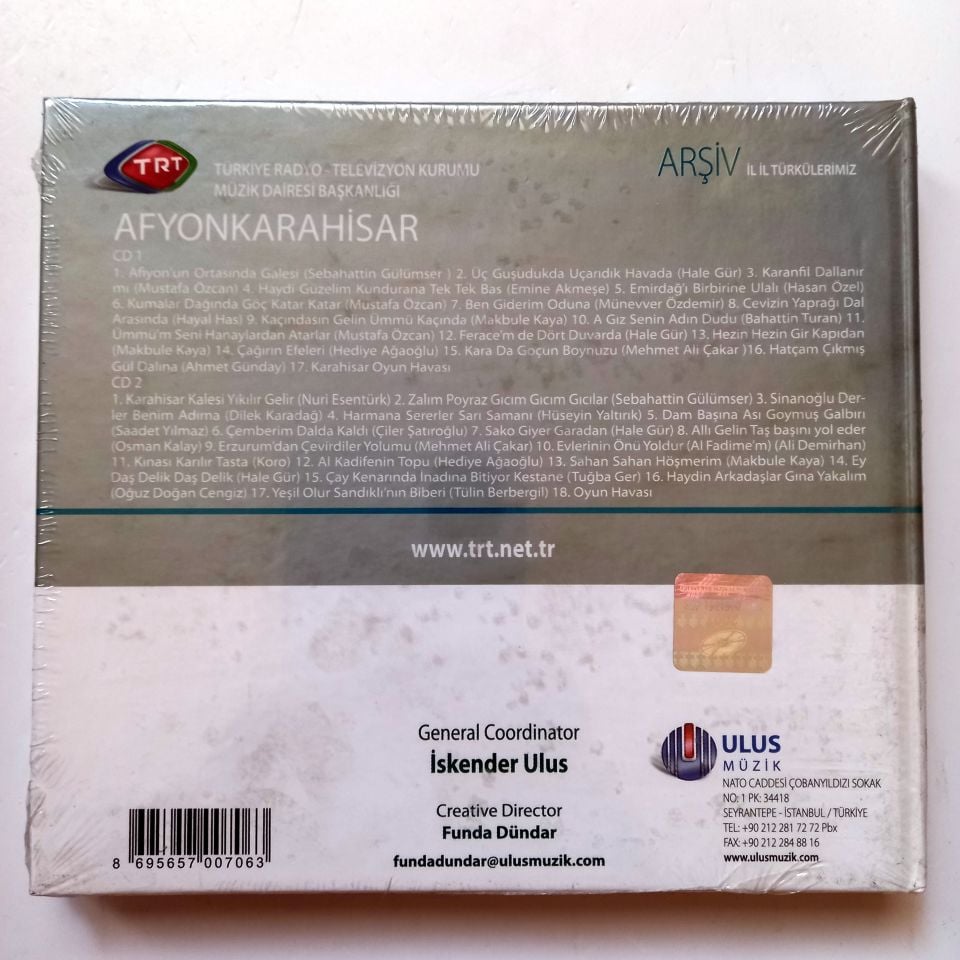 TRT
TÜRKİYE RADYO - TELEVİZYON KURUMU
MÜZİK DAİRESİ BAŞKANLIĞI
ARŞİV İL İL TÜRKÜLERİMİZ
AFYONKARAHİSAR
CD 1
1. Afiyon'un Ortasında Galesi (Sebahattin Gülümser ) 2. Üç Guşudukda Uçarıdık Havada (Hale Gür) 3. Karanfil Dallanır
mı (Mustafa Özcan) 4. Haydi Güzelim Kundurana Tek Tek Bas (Emine Akmeşe) 5. Emirdağ'ı Birbirine Ulalı (Hasan Özel)
6. Kumalar Dağında Göç Katar Katar (Mustafa Özcan) 7. Ben Giderim Oduna (Münevver Özdemir) 8. Cevizin Yaprağı Dal
Arasında (Hayal Has) 9. Kaçındasın Gelin Ümmü Kaçında (Makbule Kaya) 10. A Gız Senin Adın Dudu (Bahattin Turan) 11.
Ümmü'm Seni Hanaylardan Atarlar (Mustafa Özcan) 12. Ferace'm de Dört Duvarda (Hale Gür) 13. Hezin Hezin Gir Kapıdan
(Makbule Kaya) 14. Çağırın Efeleri (Hediye Ağaoğlu) 15. Kara Da Goçun Boynuzu (Mehmet Ali Çakar )16. Hatçam Çıkmış
Gül Dalına (Ahmet Günday) 17. Karahisar Oyun Havası
CD 2
1. Karahisar Kalesi Yıkılır Gelir (Nuri Esentürk) 2. Zalım Poyraz Gıcım Gıcım Gıcılar (Sebahattin Gülümser) 3. Sinanoğlu Der-
ler Benim Adıma (Dilek Karadağ) 4. Harmana Sererler Sarı Samanı (Hüseyin Yaltırık) 5. Dam Başına Ası Goymuş Galbırı
(Saadet Yılmaz) 6. Çemberim Dalda Kaldı (Çiler Şatıroğlu) 7. Sako Giyer Garadan (Hale Gür) 8. Allı Gelin Taş başını yol eder
(Osman Kalay) 9. Erzurum'dan Çevirdiler Yolumu (Mehmet Ali Çakar) 10. Evlerinin Önü Yoldur (Al Fadime'm) (Ali Demirhan)
11. Kınası Karılır Tasta (Koro) 12. Al Kadifenin Topu (Hediye Ağaoğlu) 13. Sahan Sahan Höşmerim (Makbule Kaya) 14. Ey
Daş Delik Daş Delik (Hale Gür) 15. Çay Kenarında İnadına Bitiyor Kestane (Tuğba Ger) 16. Haydin Arkadaşlar Gına Yakalım
(Oğuz Doğan Cengiz) 17. Yeşil Olur Sandıklı'nın Biberi (Tülin Berbergil) 18. Oyun Havası
www.trt.net.tr
General Coordinator
İskender Ulus
Creative Director
Funda Dündar
fundadundar@ulusmuzik.com
ULUS
MÜZİK
NATO CADDESİ ÇOBANYILDIZI SOKAK
NO: 1 PK: 34418
SEYRANTEPE - İSTANBUL / TÜRKİYE
TEL: +90 212 281 72 72 Pbx
FAX: +90 212 284 88 16
www.ulusmuzik.com
8 695657 007063